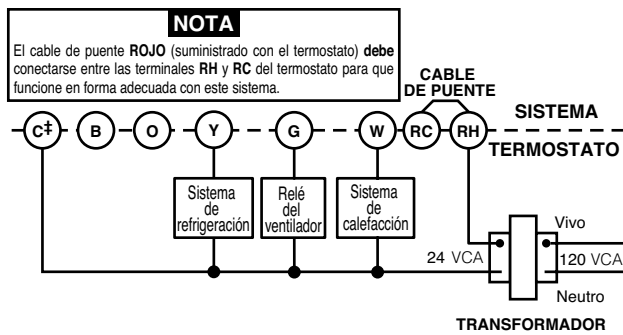 NOTA
El cable de puente ROJO (suministrado con el termostato) debe
conectarse entre las terminales RH y RC del termostato para que
funcione en forma adecuada con este sistema.
CABLE
DE PUENTE
SISTEMA
C‡ B O Y G W RC RH
TERMOSTATO
Sistema
de
refrigeración
Relé
del
ventilador
Sistema
de
calefacción
Vivo
24 VCA
120 VCA
Neutro
TRANSFORMADOR